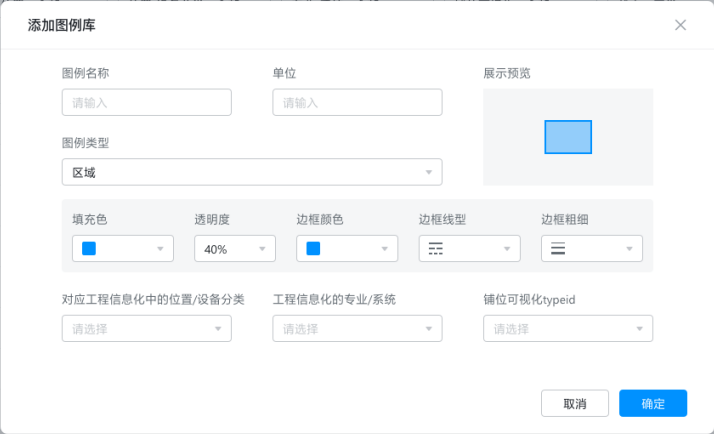 添加图例库
图例名称 单位 展示预览
请输入 请输入
图例类型
区域
填充色 透明度 边框颜色 边框线型 边框粗细
40%
对应工程信息化中的位置/设备分类 工程信息化的专业/系统 铺位可视化typeid
请选择 请选择 请选择
取消 确定